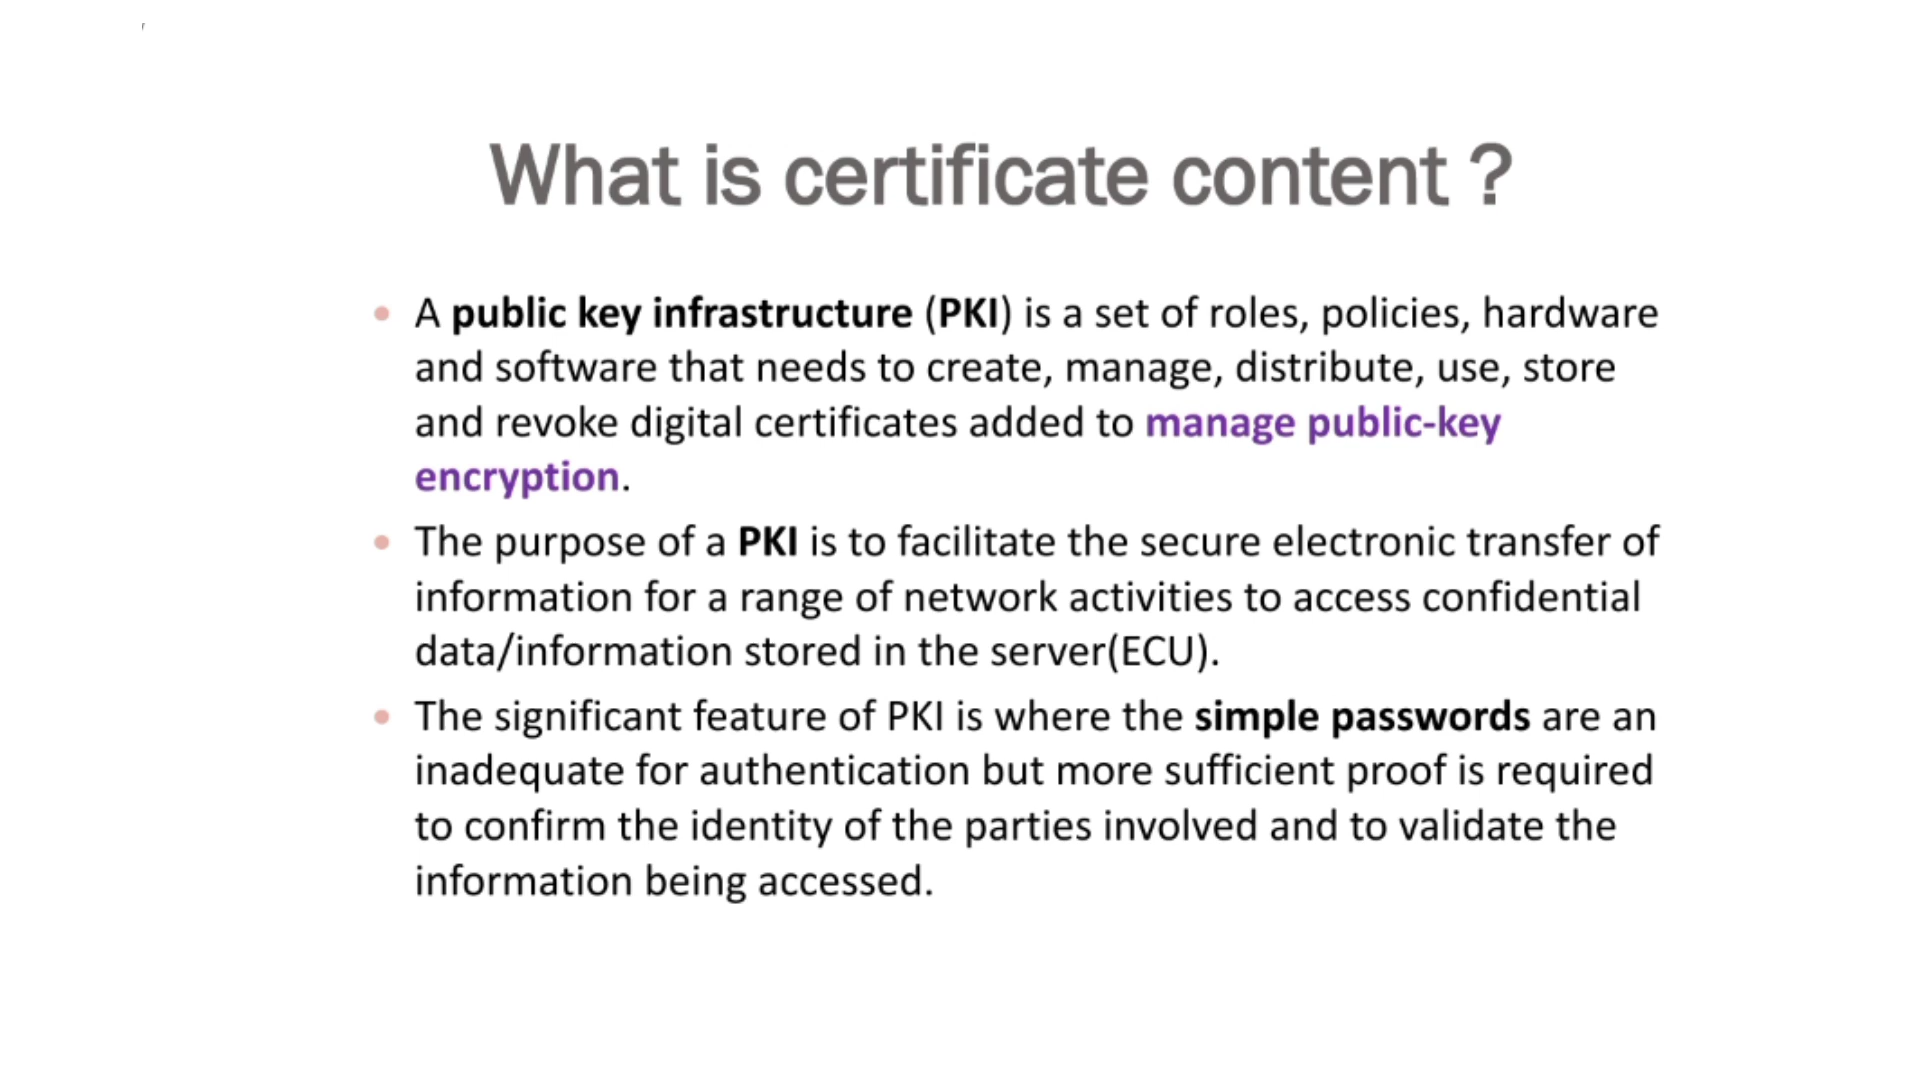 What is certificate content ?
• A public key infrastructure (PKI) is a set of roles, policies, hardware
and software that needs to create, manage, distribute, use, store
and revoke digital certificates added to manage public-key
encryption.
• The purpose of a PKI is to facilitate the secure electronic transfer of
information for a range of network activities to access confidential
data/information stored in the server(ECU).
• The significant feature of PKI is where the simple passwords are an
inadequate for authentication but more sufficient proof is required
to confirm the identity of the parties involved and to validate the
information being accessed.